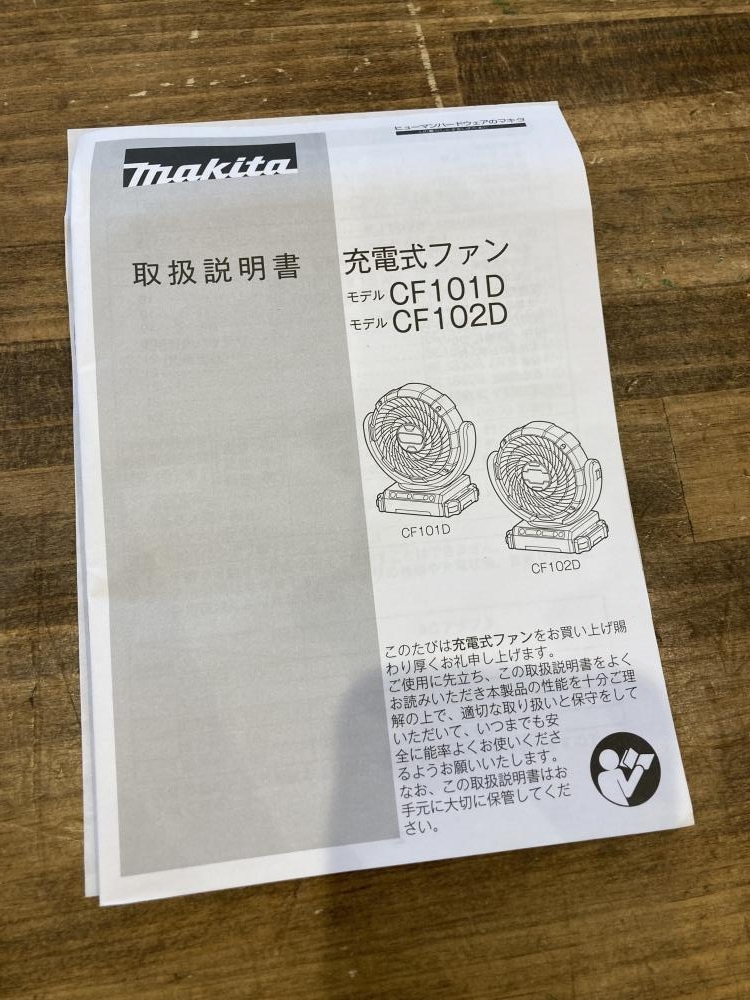 ヒューマンハードウェアのマキタ
makita
取扱説明書
充電式ファン
モデル CF101D
モデル CF102D
CF101D
CF102D
このたびは充電式ファンをお買い上げ賜
わり厚くお礼申し上げます。
ご使用に先立ち、この取扱説明書をよく
お読みいただき本製品の性能を十分ご理
解の上で、適切な取り扱いと保守をして
いただいて、いつまでも安
全に能率よくお使いくださ
るようお願いいたします。
なお、この取扱説明書はお
手元に大切に保管してくだ
さい。